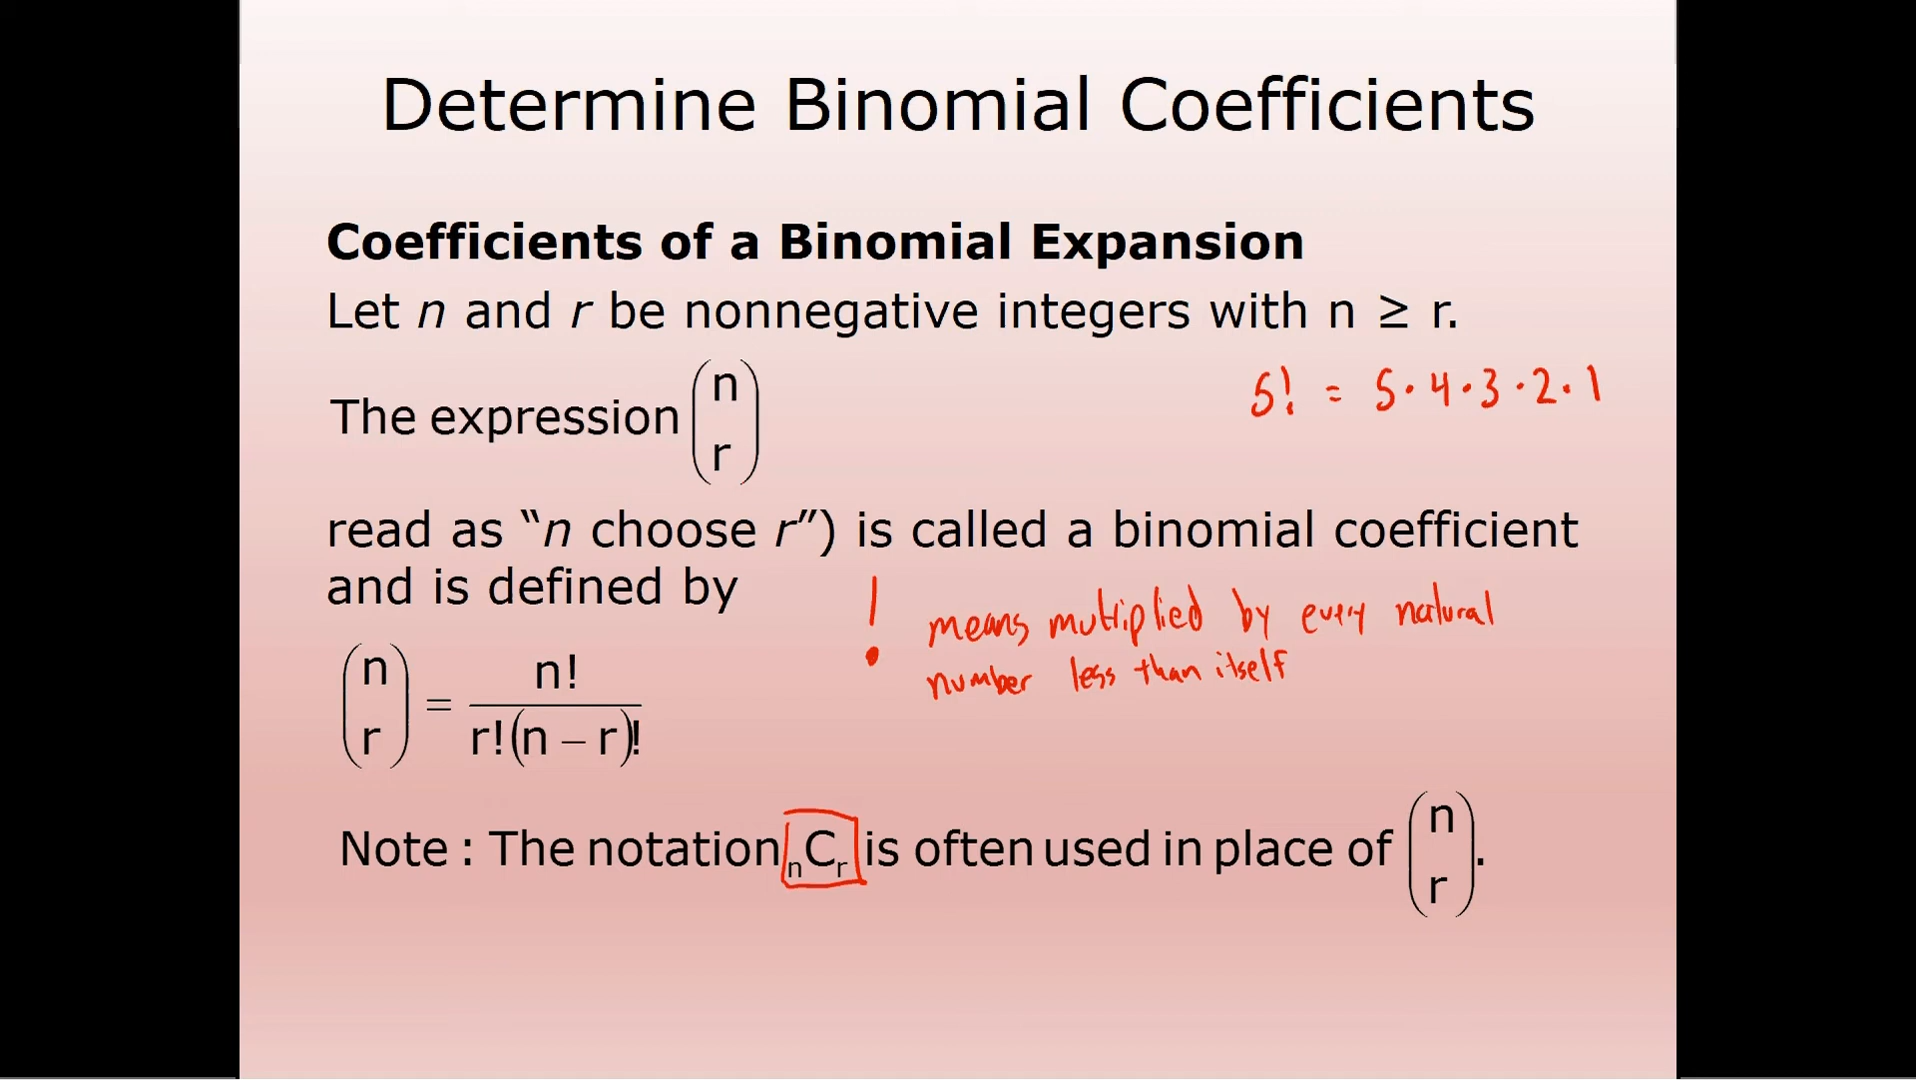 Determine Binomial Coefficients
Coefficients of a Binomial Expansion
Let n and r be nonnegative integers with n ≥ r.
The expression (n r)
5! = 5·4·3·2·1
read as “n choose r”) is called a binomial coefficient
and is defined by
! means multiplied by every natural
number less than itself
(n r) = n! / r!(n – r)!
Note : The notation nCr is often used in place of (n r).